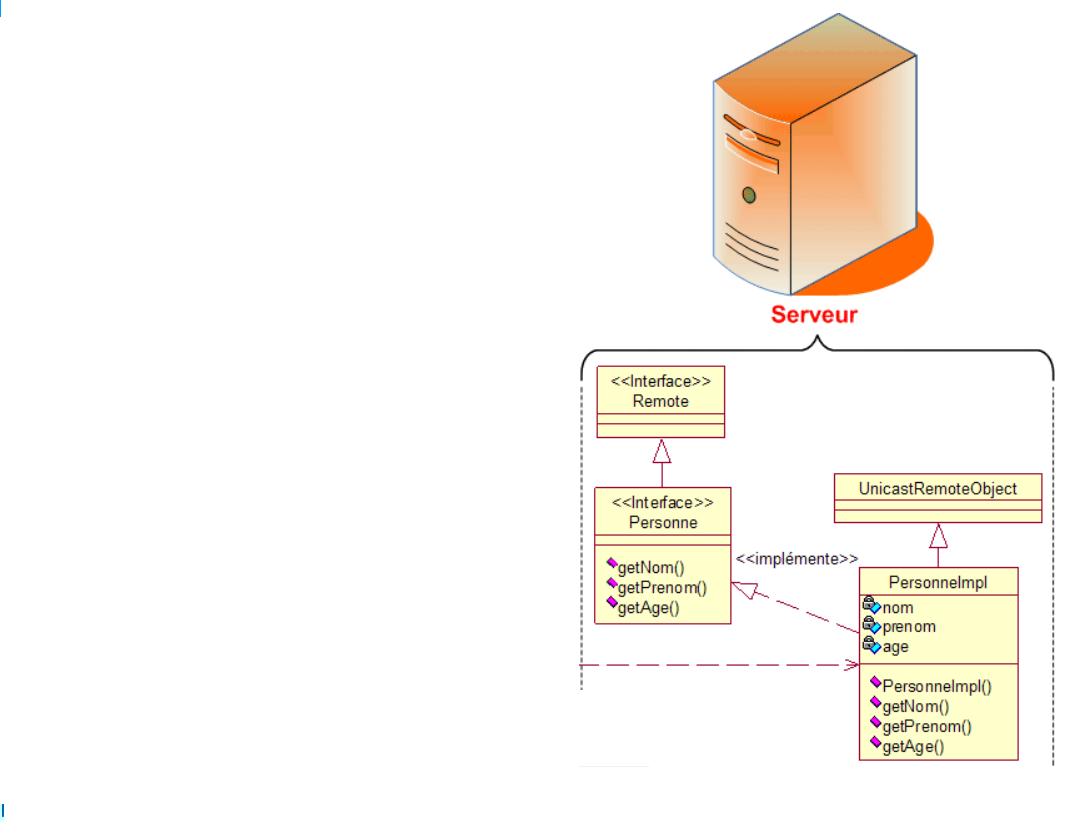 Serveur
<<Interface>>
Remote
<<Interface>>
Personne
getNom()
getPrenom()
getAge()
<<implémente>>
UnicastRemoteObject
PersonneImpl
nom
prenom
age
PersonneImpl()
getNom()
getPrenom()
getAge()